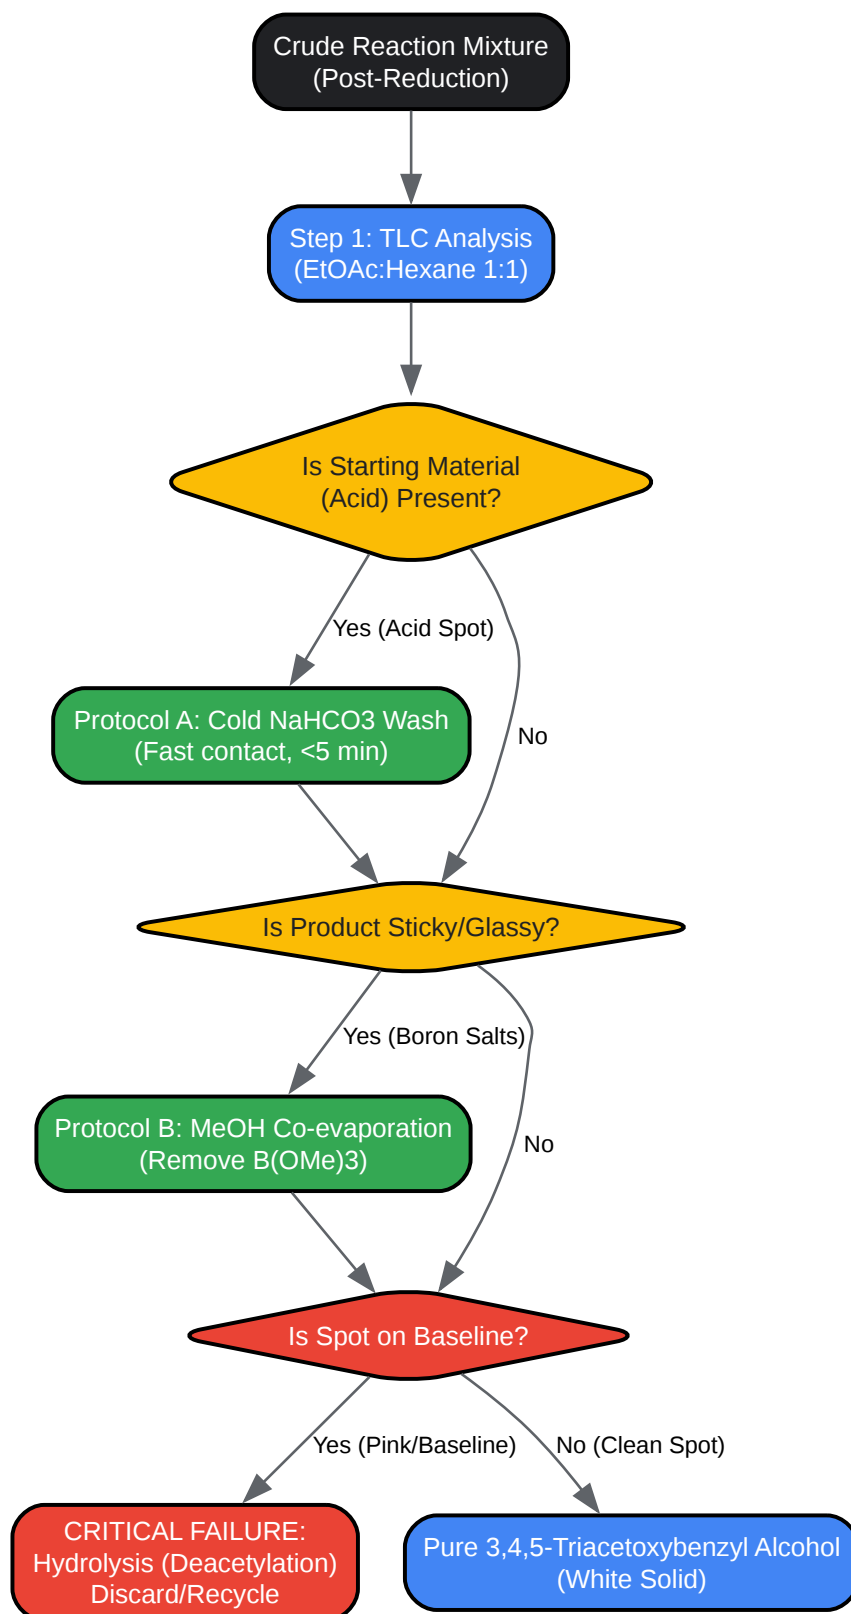 Crude Reaction Mixture
(Post-Reduction)
Step 1: TLC Analysis
(EtOAc:Hexane 1:1)
Is Starting Material
(Acid) Present?
Yes (Acid Spot)
Protocol A: Cold NaHCO3 Wash
(Fast contact, <5 min)
No
Is Product Sticky/Glassy?
Yes (Boron Salts)
Protocol B: MeOH Co-evaporation
(Remove B(OMe)3)
No
Is Spot on Baseline?
Yes (Pink/Baseline)
No (Clean Spot)
CRITICAL FAILURE:
Hydrolysis (Deacetylation)
Discard/Recycle
Pure 3,4,5-Triacetoxybenzyl Alcohol
(White Solid)